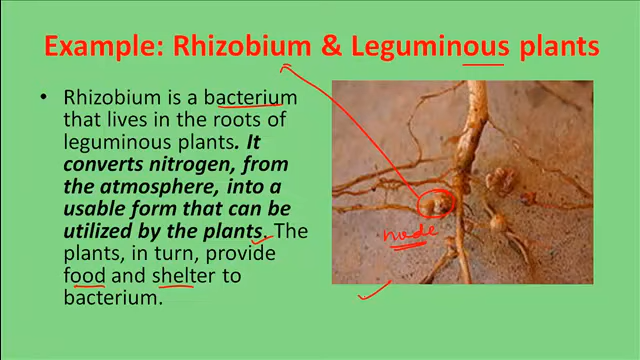 Example: Rhizobium & Leguminous plants
• Rhizobium is a bacterium
that lives in the roots of
leguminous plants. It
converts nitrogen, from
the atmosphere, into a
usable form that can be
utilized by the plants. The
plants, in turn, provide
food and shelter to
bacterium.
node